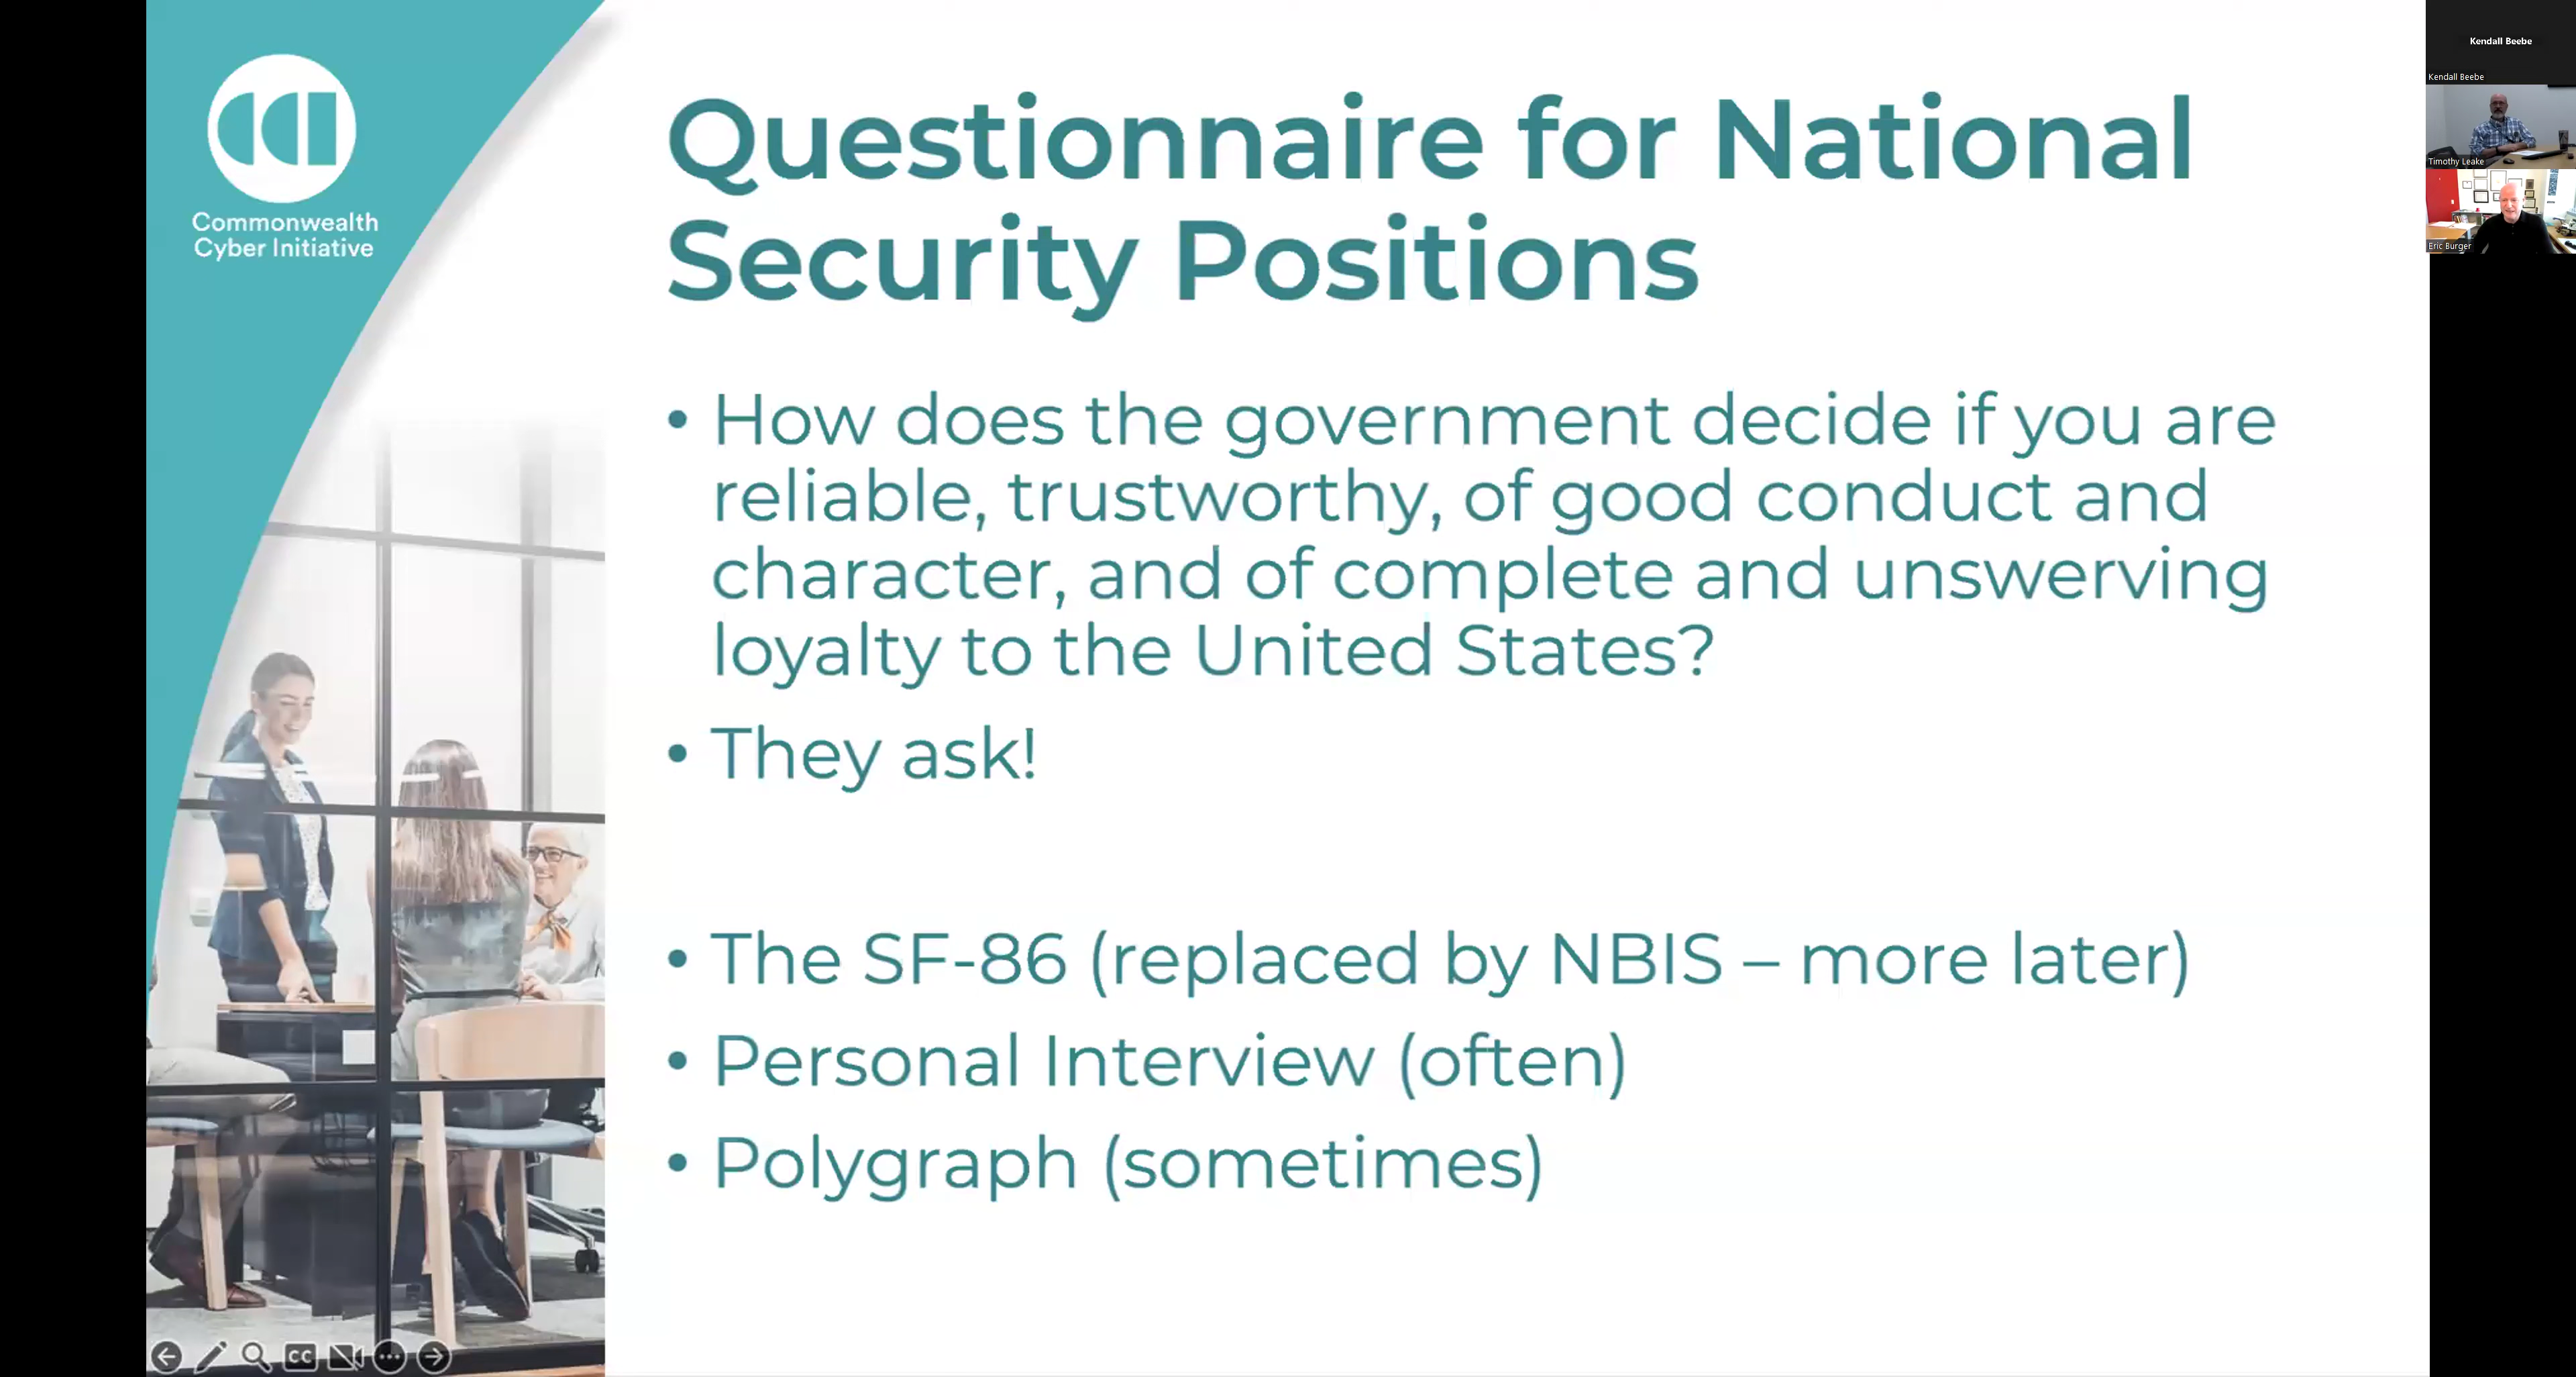 Commonwealth
Cyber Initiative
Questionnaire for National
Security Positions
• How does the government decide if you are
reliable, trustworthy, of good conduct and
character, and of complete and unswerving
loyalty to the United States?
• They ask!
• The SF-86 (replaced by NBIS – more later)
• Personal Interview (often)
• Polygraph (sometimes)
CC
Kendall Beebe
Kendall Beebe
Timothy Leake
Eric Burger